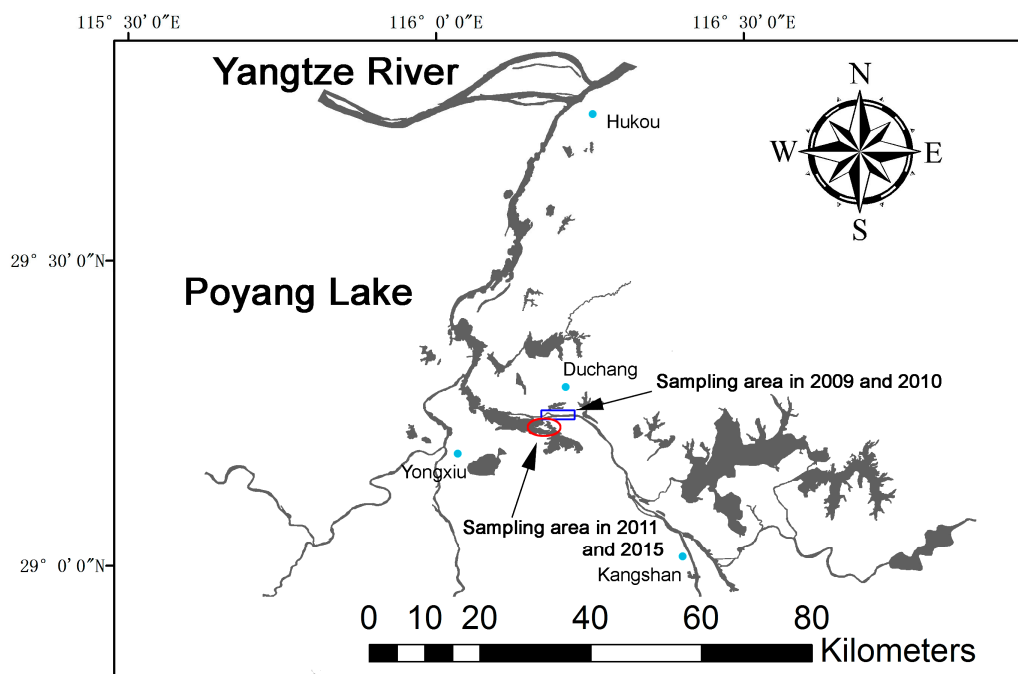 115° 30′0″E
116° 0′0″E
116° 30′0″E
Yangtze River
N
Hukou
W
E
S
29° 30′0″N
Poyang Lake
Duchang
Sampling area in 2009 and 2010
Yongxiu
Sampling area in 2011
and 2015
29° 0′0″N
Kangshan
0 10 20 40 60 80
Kilometers